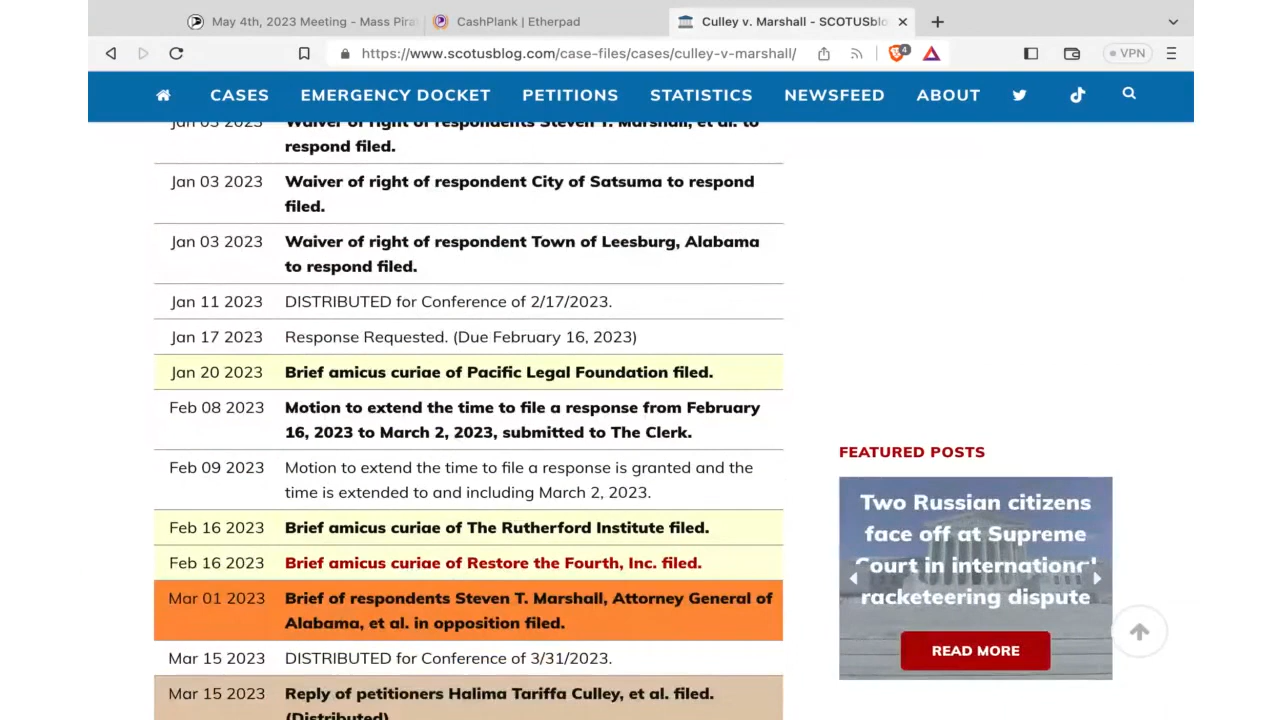 May 4th, 2023 Meeting - Mass Pira
CashPlank | Etherpad
Culley v. Marshall - SCOTUSblo
https://www.scotusblog.com/case-files/cases/culley-v-marshall/
4
VPN
CASES EMERGENCY DOCKET PETITIONS STATISTICS NEWSFEED ABOUT
Jan 03 2023 Waiver of right of respondents Steven T. Marshall, et al. to
respond filed.
Jan 03 2023 Waiver of right of respondent City of Satsuma to respond
filed.
Jan 03 2023 Waiver of right of respondent Town of Leesburg, Alabama
to respond filed.
Jan 11 2023 DISTRIBUTED for Conference of 2/17/2023.
Jan 17 2023 Response Requested. (Due February 16, 2023)
Jan 20 2023 Brief amicus curiae of Pacific Legal Foundation filed.
Feb 08 2023 Motion to extend the time to file a response from February
16, 2023 to March 2, 2023, submitted to The Clerk.
Feb 09 2023 Motion to extend the time to file a response is granted and the
time is extended to and including March 2, 2023.
Feb 16 2023 Brief amicus curiae of The Rutherford Institute filed.
Feb 16 2023 Brief amicus curiae of Restore the Fourth, Inc. filed.
Mar 01 2023 Brief of respondents Steven T. Marshall, Attorney General of
Alabama, et al. in opposition filed.
Mar 15 2023 DISTRIBUTED for Conference of 3/31/2023.
Mar 15 2023 Reply of petitioners Halima Tariffa Culley, et al. filed.
(Distributed)
FEATURED POSTS
Two Russian citizens
face off at Supreme
Court in international
racketeering dispute
READ MORE